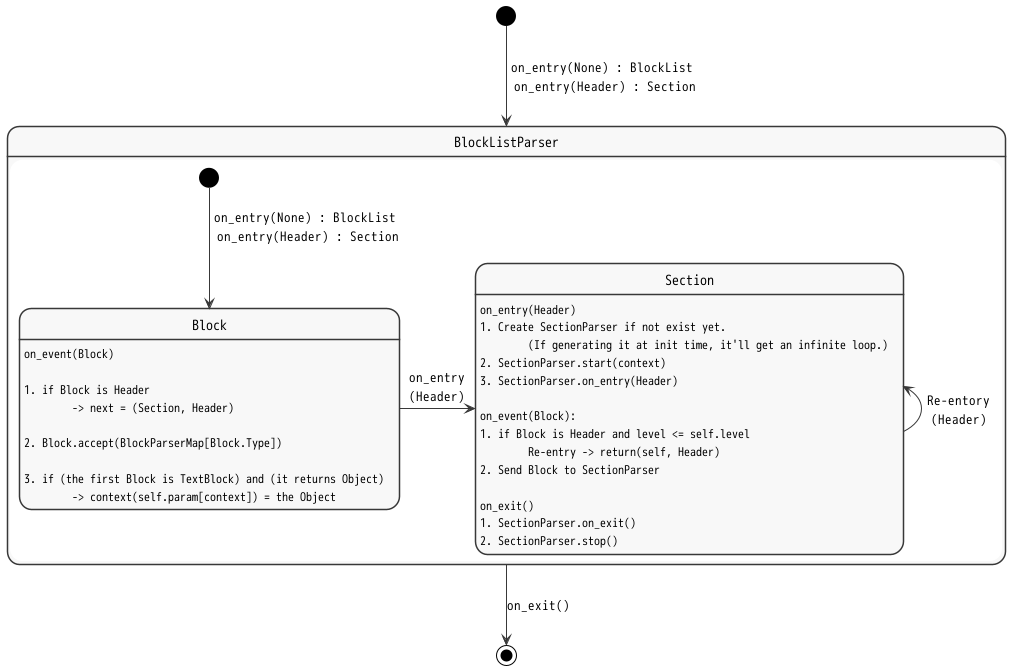 on_entry(None) : BlockList
on_entry(Header) : Section
BlockListParser
on_entry(None) : BlockList
on_entry(Header) : Section
Block
on_event(Block)
1. if Block is Header
-> next = (Section, Header)
2. Block.accept(BlockParserMap[Block.Type])
3. if (the first Block is TextBlock) and (it returns Object)
-> context(self.param[context]) = the Object
on_entry
(Header)
Section
on_entry(Header)
1. Create SectionParser if not exist yet.
(If generating it at init time, it'll get an infinite loop.)
2. SectionParser.start(context)
3. SectionParser.on_entry(Header)
on_event(Block):
1. if Block is Header and level <= self.level
Re-entry -> return(self, Header)
2. Send Block to SectionParser
on_exit()
1. SectionParser.on_exit()
2. SectionParser.stop()
Re-entory
(Header)
on_exit()